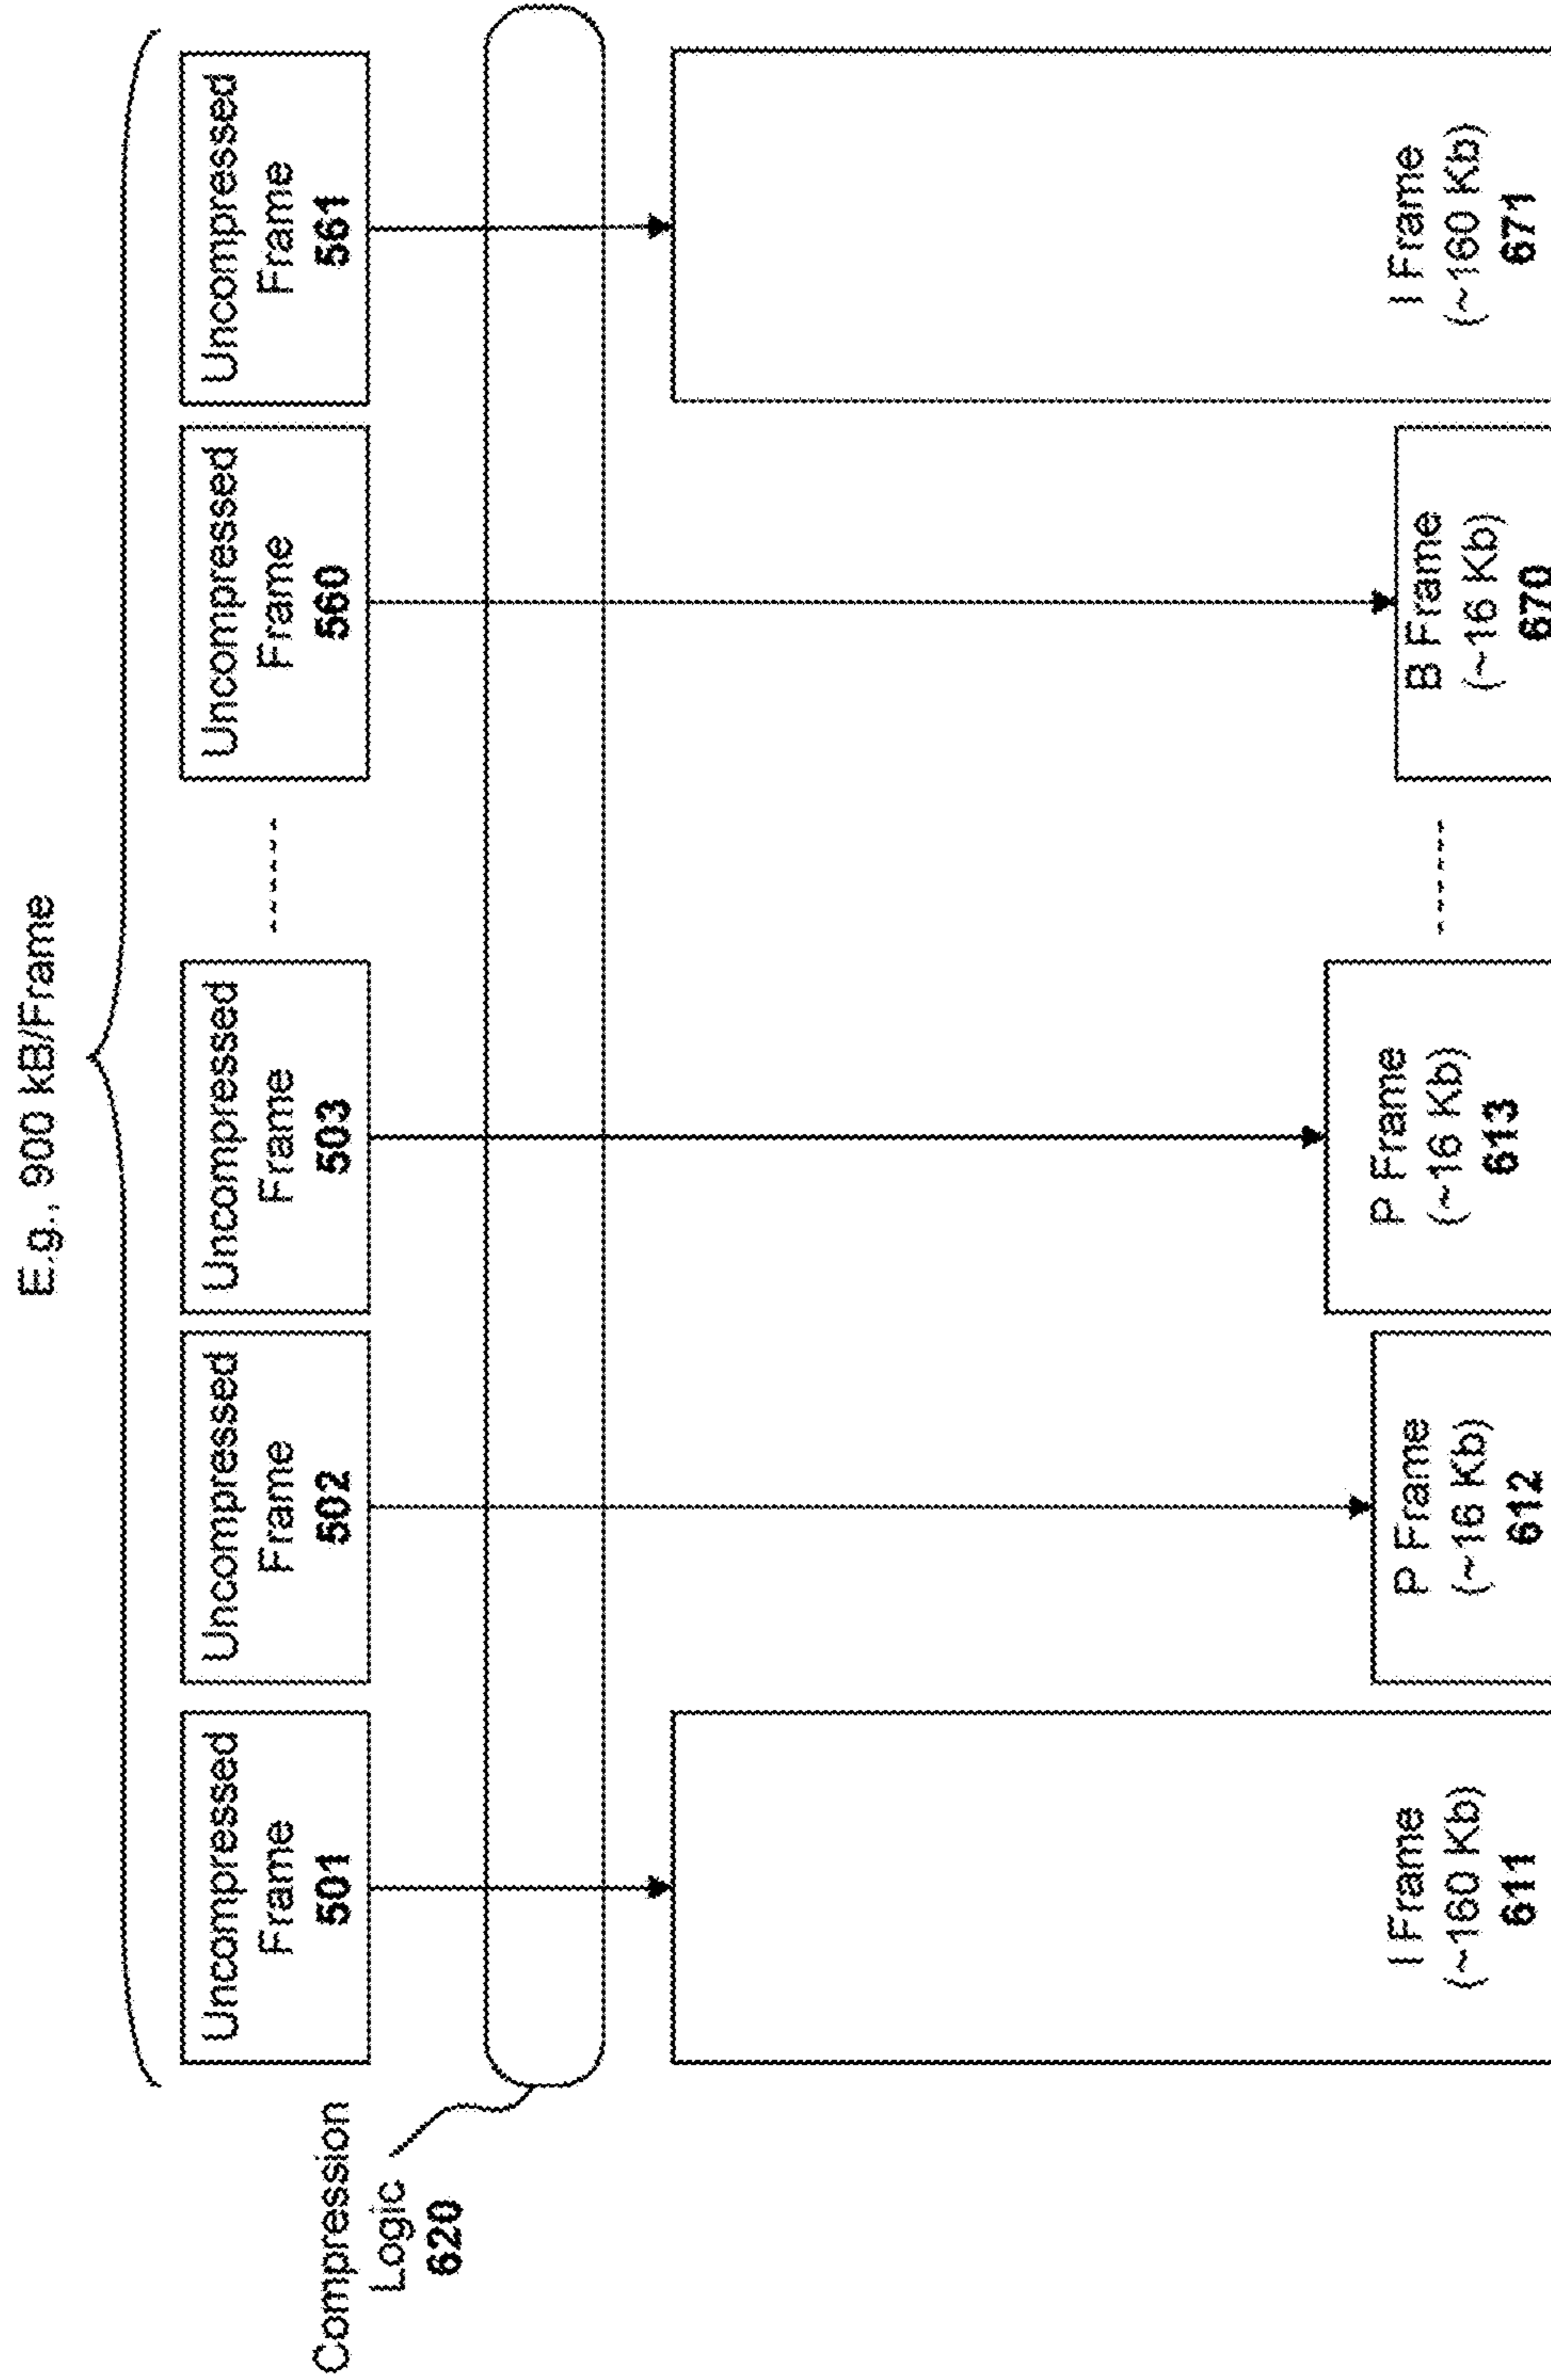 E.g., 900 kB/Frame
Uncompressed
Frame
501
Uncompressed
Frame
502
Uncompressed
Frame
503
Uncompressed
Frame
560
Uncompressed
Frame
561
Compression
Logic
620
I Frame
(~160 Kb)
611
P Frame
(~16 Kb)
612
P Frame
(~16 Kb)
613
B Frame
(~16 Kb)
670
I Frame
(~160 Kb)
671